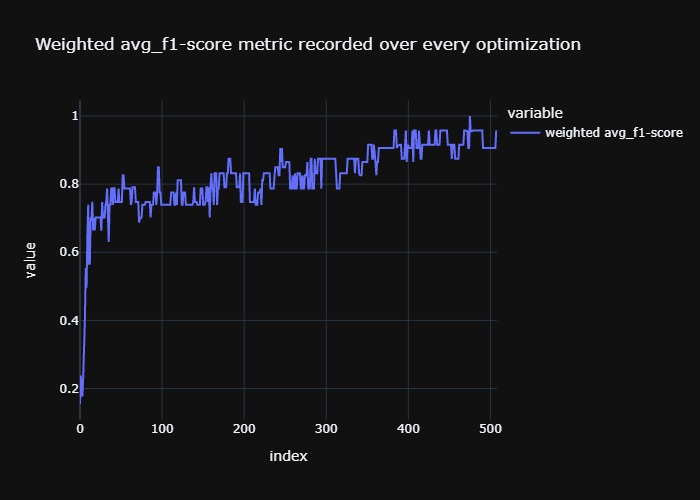 Weighted avg_f1-score metric recorded over every optimization
variable
weighted avg_f1-score
value
1
0.8
0.6
0.4
0.2
0
100
200
300
400
500
index